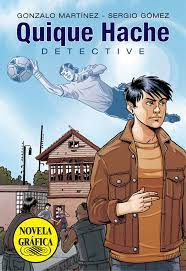 GONZALO MARTÍNEZ - SERGIO GÓMEZ
Quique Hache
DETECTIVE
NOVELA
GRÁFICA